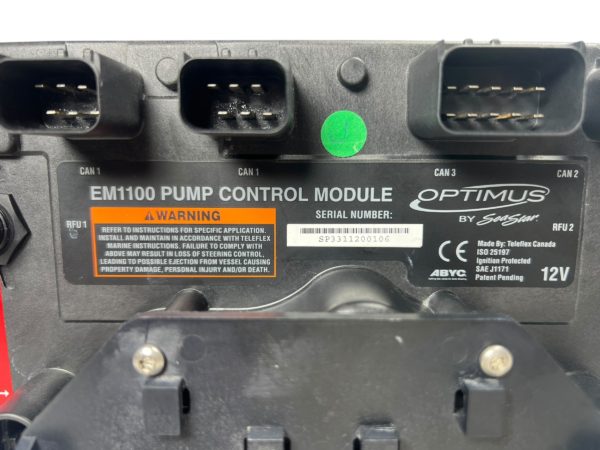 CAN 1
CAN 1
CAN 3
CAN 2
EM1100 PUMP CONTROL MODULE
OPTIMUS
BY SeaStar
RFU 1
RFU 2
WARNING
REFER TO INSTRUCTIONS FOR SPECIFIC APPLICATION.
INSTALL AND MAINTAIN IN ACCORDANCE WITH TELEFLEX
MARINE INSTRUCTIONS. FAILURE TO COMPLY WITH
ABOVE MAY RESULT IN LOSS OF STEERING CONTROL,
LEADING TO POSSIBLE EJECTION FROM VESSEL CAUSING
PROPERTY DAMAGE, PERSONAL INJURY AND/OR DEATH.
SERIAL NUMBER:
SP3311200106
CE
ABYC
Made By: Teleflex Canada
ISO 25197
Ignition Protected
SAE J1171
Patent Pending
12V